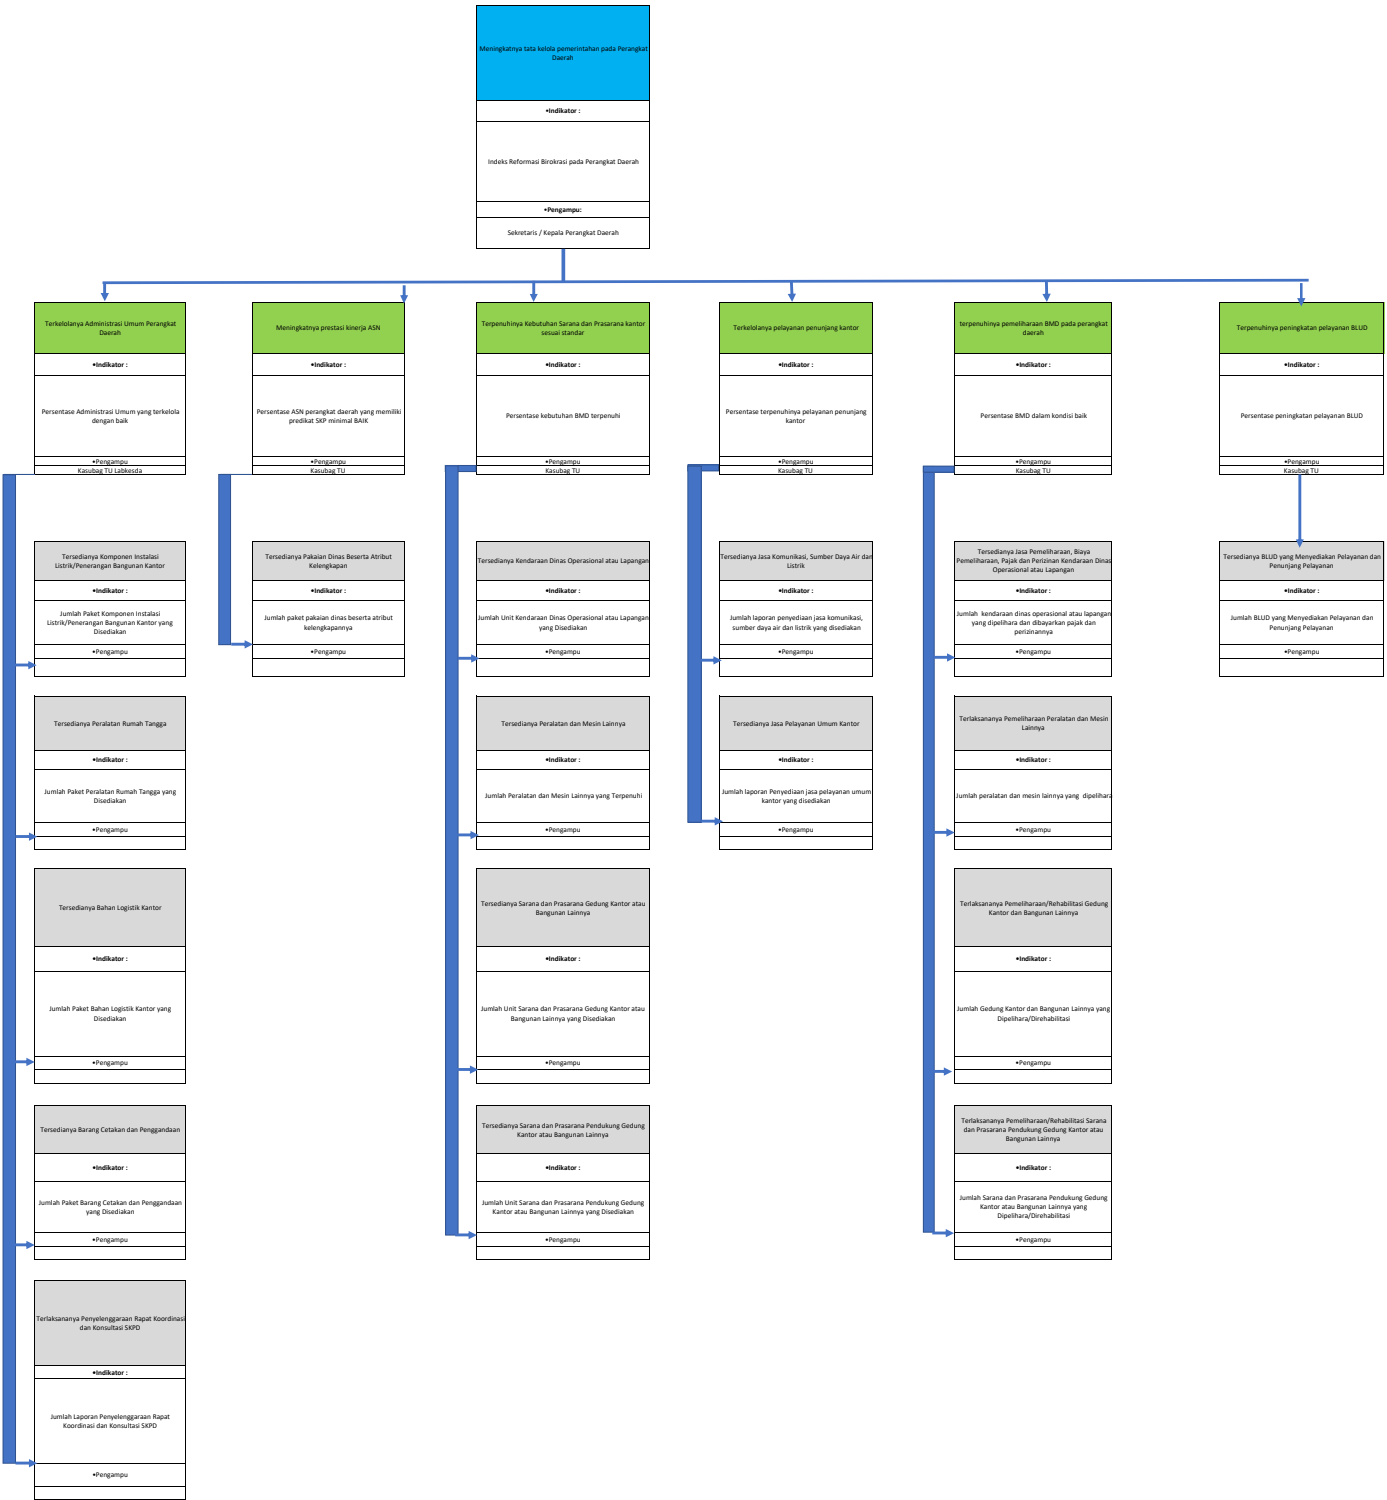 Meningkatnya tata kelola pemerintahan pada Perangkat
Daerah
•Indikator :
Indeks Reformasi Birokrasi pada Perangkat Daerah
•Pengampu:
Sekretaris / Kepala Perangkat Daerah
Terkelolanya Administrasi Umum Perangkat
Daerah
•Indikator :
Persentase Administrasi Umum yang terkelola
dengan baik
•Pengampu
Kasubag TU Labkesda
Meningkatnya prestasi kinerja ASN
•Indikator :
Persentase ASN perangkat daerah yang memiliki
predikat SKP minimal BAIK
•Pengampu
Kasubag TU
Terpenuhinya Kebutuhan Sarana dan Prasarana kantor
sesuai standar
•Indikator :
Persentase kebutuhan BMD terpenuhi
•Pengampu
Kasubag TU
Terkelolanya pelayanan penunjang kantor
•Indikator :
Persentase terpenuhinya pelayanan penunjang
kantor
•Pengampu
Kasubag TU
terpenuhinya pemeliharaan BMD pada perangkat
daerah
•Indikator :
Persentase BMD dalam kondisi baik
•Pengampu
Kasubag TU
Terpenuhinya peningkatan pelayanan BLUD
•Indikator :
Persentase peningkatan pelayanan BLUD
•Pengampu
Kasubag TU
Tersedianya Komponen Instalasi
Listrik/Penerangan Bangunan Kantor
•Indikator :
Jumlah Paket Komponen Instalasi
Listrik/Penerangan Bangunan Kantor yang
Disediakan
•Pengampu
Tersedianya Pakaian Dinas Beserta Atribut
Kelengkapan
•Indikator :
Jumlah paket pakaian dinas beserta atribut
kelengkapannya
•Pengampu
Tersedianya Kendaraan Dinas Operasional atau Lapangan
•Indikator :
Jumlah Unit Kendaraan Dinas Operasional atau Lapangan
yang Disediakan
•Pengampu
Tersedianya Jasa Komunikasi, Sumber Daya Air dan
Listrik
•Indikator :
Jumlah laporan penyediaan jasa komunikasi,
sumber daya air dan listrik yang disediakan
•Pengampu
Tersedianya Jasa Pemeliharaan, Biaya
Pemeliharaan, Pajak dan Perizinan Kendaraan Dinas
Operasional atau Lapangan
•Indikator :
Jumlah kendaraan dinas operasional atau lapangan
yang dipelihara dan dibayarkan pajak dan
perizinannya
•Pengampu
Tersedianya BLUD yang Menyediakan Pelayanan dan
Penunjang Pelayanan
•Indikator :
Jumlah BLUD yang Menyediakan Pelayanan dan
Penunjang Pelayanan
•Pengampu
Tersedianya Peralatan Rumah Tangga
•Indikator :
Jumlah Paket Peralatan Rumah Tangga yang
Disediakan
•Pengampu
Tersedianya Peralatan dan Mesin Lainnya
•Indikator :
Jumlah Peralatan dan Mesin Lainnya yang Terpenuhi
•Pengampu
Tersedianya Jasa Pelayanan Umum Kantor
•Indikator :
Jumlah laporan Penyediaan jasa pelayanan umum
kantor yang disediakan
•Pengampu
Terlaksananya Pemeliharaan Peralatan dan Mesin
Lainnya
•Indikator :
Jumlah peralatan dan mesin lainnya yang dipelihara
•Pengampu
Tersedianya Bahan Logistik Kantor
•Indikator :
Jumlah Paket Bahan Logistik Kantor yang
Disediakan
•Pengampu
Tersedianya Sarana dan Prasarana Gedung Kantor atau
Bangunan Lainnya
•Indikator :
Jumlah Unit Sarana dan Prasarana Gedung Kantor atau
Bangunan Lainnya yang Disediakan
•Pengampu
Terlaksananya Pemeliharaan/Rehabilitasi Gedung
Kantor dan Bangunan Lainnya
•Indikator :
Jumlah Gedung Kantor dan Bangunan Lainnya yang
Dipelihara/Direhabilitasi
•Pengampu
Tersedianya Barang Cetakan dan Penggandaan
•Indikator :
Jumlah Paket Barang Cetakan dan Penggandaan
yang Disediakan
•Pengampu
Tersedianya Sarana dan Prasarana Pendukung Gedung
Kantor atau Bangunan Lainnya
•Indikator :
Jumlah Unit Sarana dan Prasarana Pendukung Gedung
Kantor atau Bangunan Lainnya yang Disediakan
•Pengampu
Terlaksananya Pemeliharaan/Rehabilitasi Sarana
dan Prasarana Pendukung Gedung Kantor atau
Bangunan Lainnya
•Indikator :
Jumlah Sarana dan Prasarana Pendukung Gedung
Kantor atau Bangunan Lainnya yang
Dipelihara/Direhabilitasi
•Pengampu
Terlaksananya Penyelenggaraan Rapat Koordinasi
dan Konsultasi SKPD
•Indikator :
Jumlah Laporan Penyelenggaraan Rapat
Koordinasi dan Konsultasi SKPD
•Pengampu